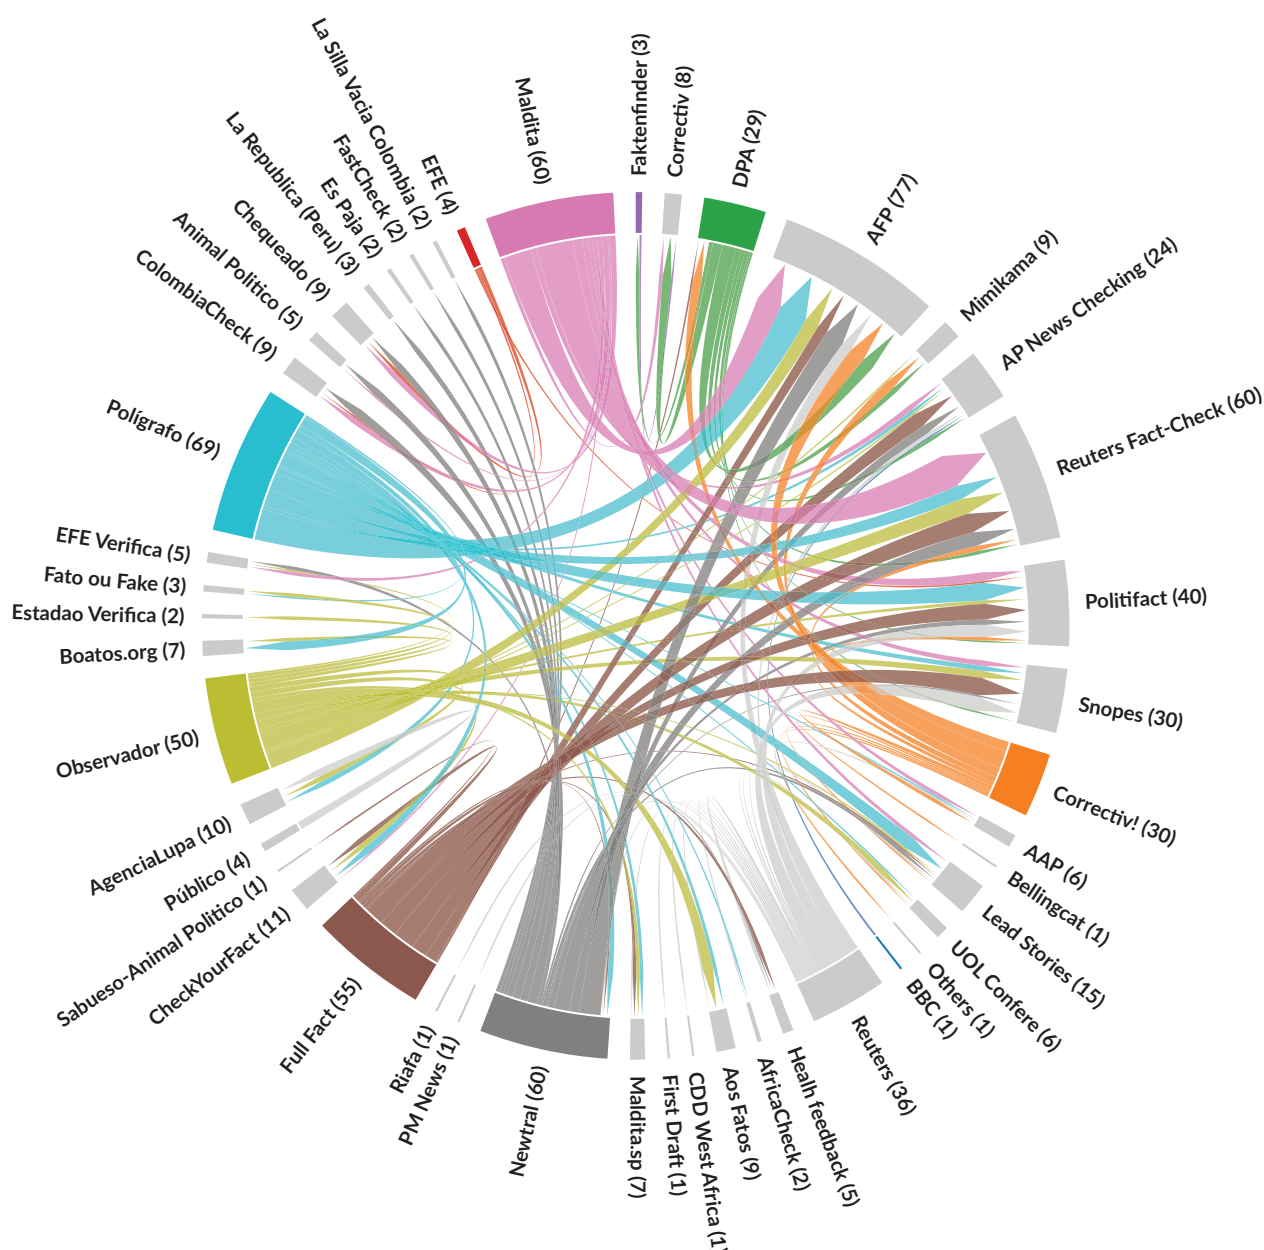 Faktenfinder (3)
Correctiv (8)
DPA (29)
AFP (77)
Mimikama (9)
AP News Checking (24)
Reuters Fact-Check (60)
Politifact (40)
Snopes (30)
Correctiv! (30)
AAP (6)
Bellingcat (1)
Lead Stories (15)
UOL Confere (6)
Others (1)
BBC (1)
Reuters (36)
Healh feedback (5)
AfricaCheck (2)
Aos Fatos (9)
CDD West Africa (1)
First Draft (1)
Maldita.sp (7)
Newtral (60)
PM News (1)
Riafa (1)
Full Fact (55)
CheckYourFact (11)
Sabueso-Animal Politico (1)
Público (4)
AgenciaLupa (10)
Observador (50)
Boatos.org (7)
Estadao Verifica (2)
Fato ou Fake (3)
EFE Verifica (5)
Polígrafo (69)
ColombiaCheck (9)
Animal Politico (5)
Chequeado (9)
La Republica (Peru) (3)
Es Paja (2)
FastCheck (2)
La Silla Vacia Colombia (2)
EFE (4)
Maldita (60)